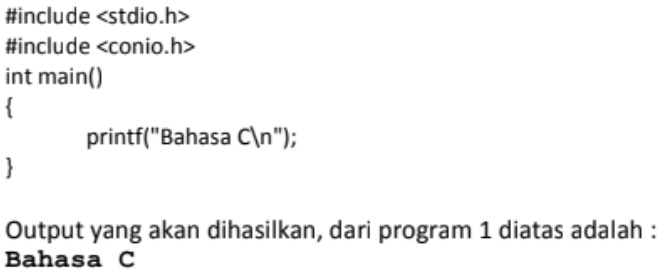 #include <stdio.h>
#include <conio.h>
int main()
{
printf("Bahasa C\n");
}
Output yang akan dihasilkan, dari program 1 diatas adalah :
Bahasa C